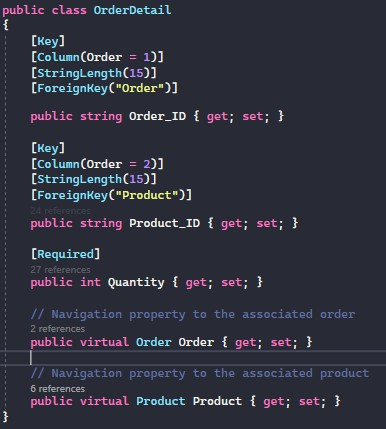 public class OrderDetail
{
[Key]
[Column(Order = 1)]
[StringLength(15)]
[ForeignKey("Order")]
public string Order_ID { get; set; }
[Key]
[Column(Order = 2)]
[StringLength(15)]
[ForeignKey("Product")]
24 references
public string Product_ID { get; set; }
[Required]
27 references
public int Quantity { get; set; }
// Navigation property to the associated order
2 references
public virtual Order Order { get; set; }
// Navigation property to the associated product
6 references
public virtual Product Product { get; set; }
}